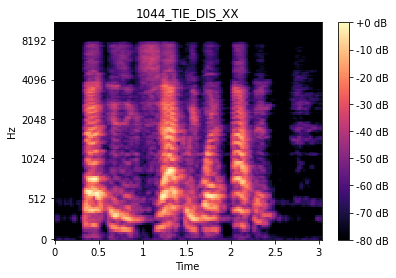 1044_TIE_DIS_XX
8192
4096
2048
1024
512
0
Hz
0 0.5 1 1.5 2 2.5 3
Time
+0 dB
-10 dB
-20 dB
-30 dB
-40 dB
-50 dB
-60 dB
-70 dB
-80 dB